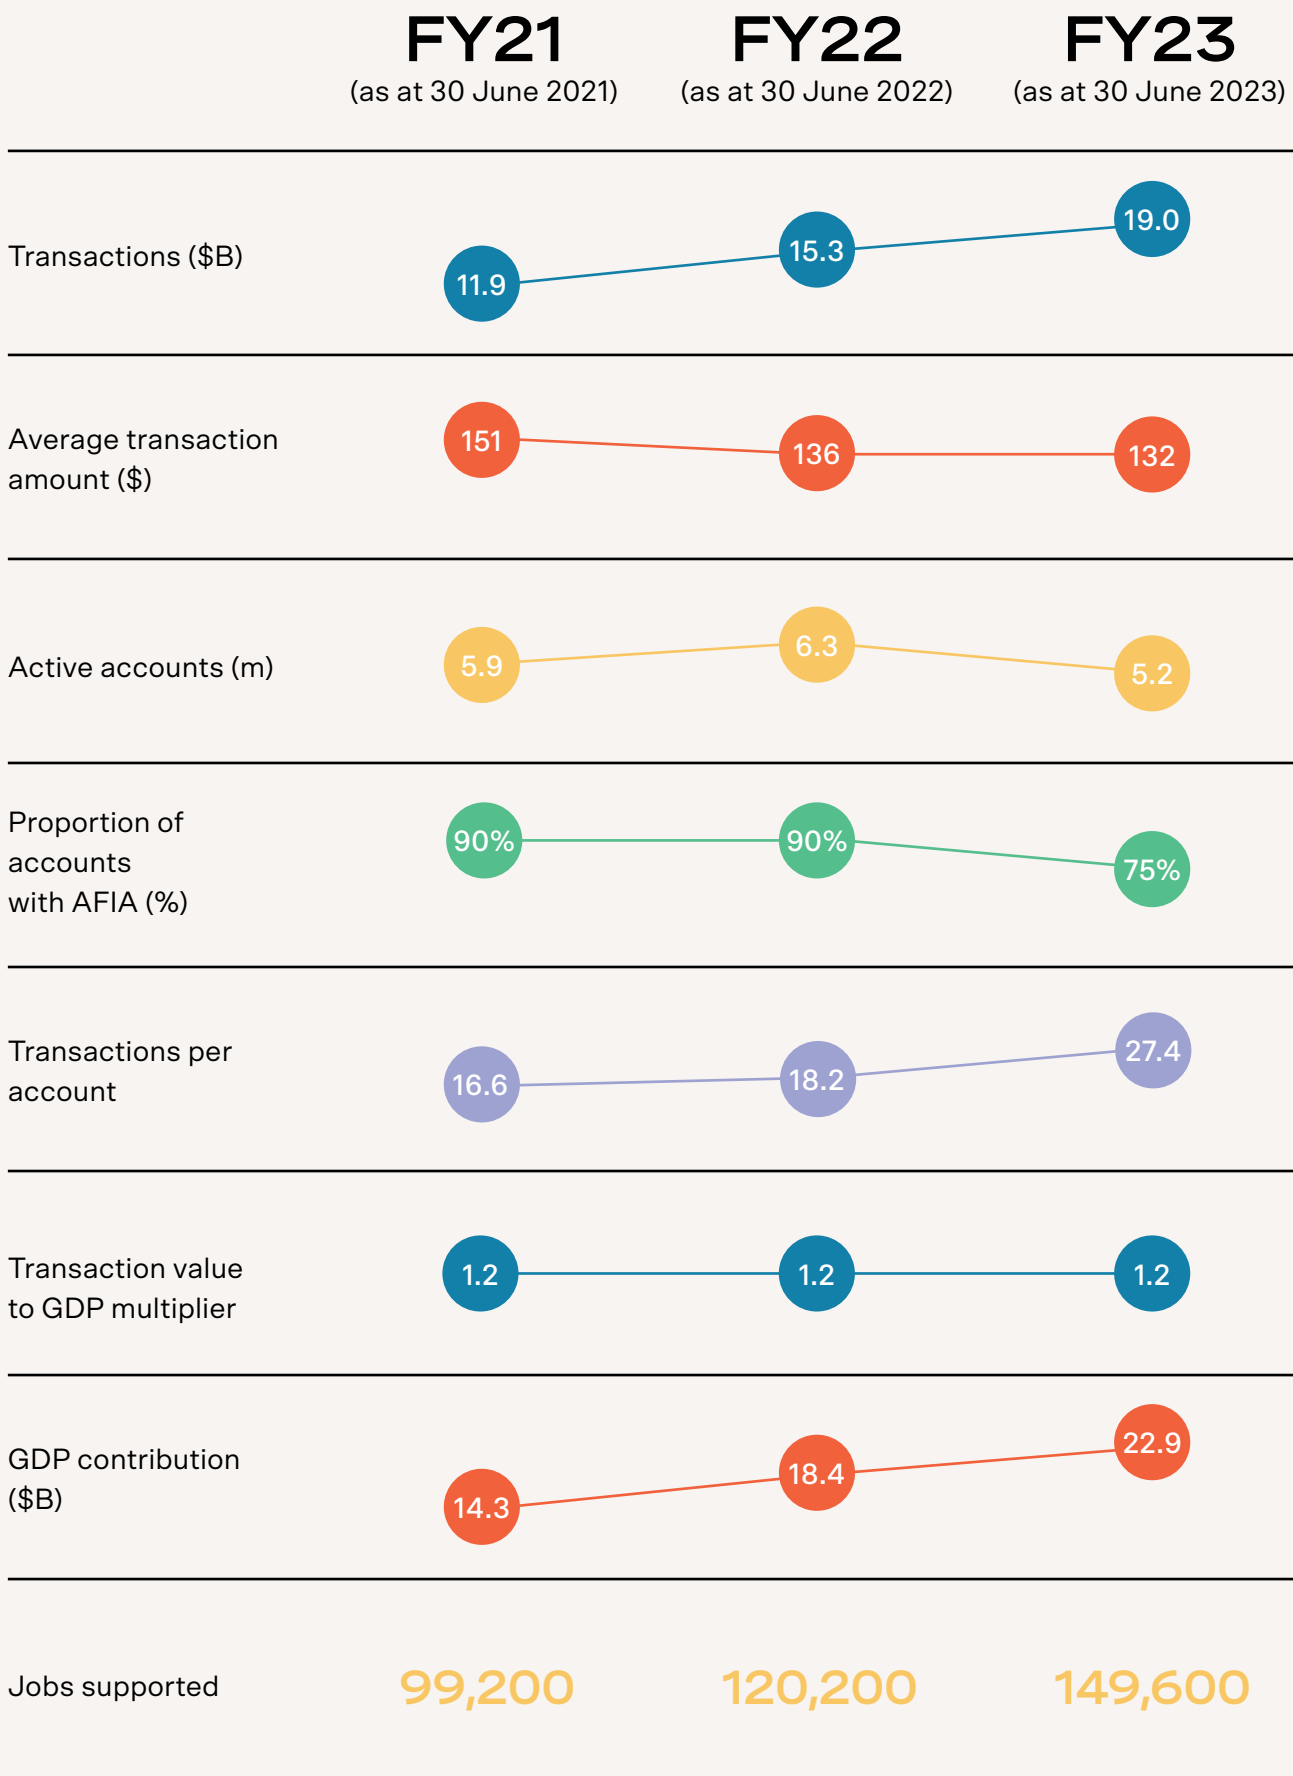 FY21 FY22 FY23
(as at 30 June 2021) (as at 30 June 2022) (as at 30 June 2023)
Transactions ($B) 11.9 15.3 19.0
Average transaction
amount ($) 151 136 132
Active accounts (m) 5.9 6.3 5.2
Proportion of
accounts
with AFIA (%) 90% 90% 75%
Transactions per
account 16.6 18.2 27.4
Transaction value
to GDP multiplier 1.2 1.2 1.2
GDP contribution
($B) 14.3 18.4 22.9
Jobs supported 99,200 120,200 149,600